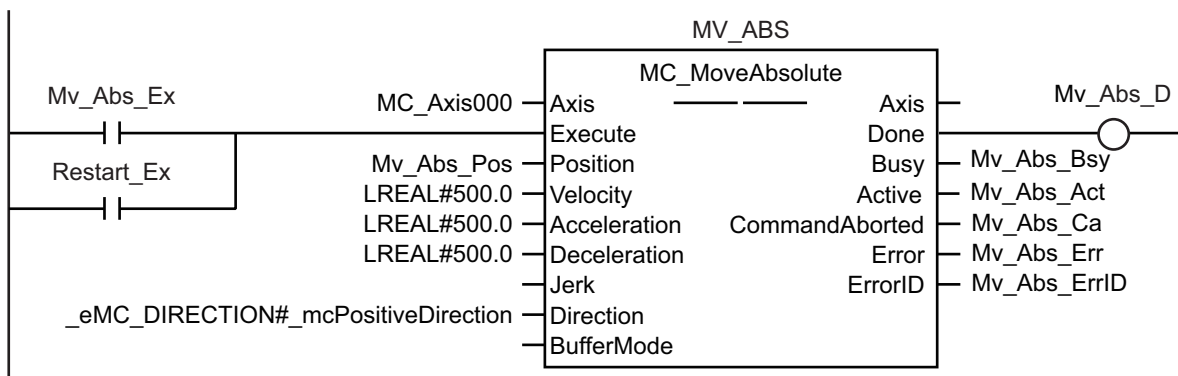 MV_ABS
MC_MoveAbsolute
Mv_Abs_Ex
MC_Axis000 Axis Axis Mv_Abs_D
Execute Done
Restart_Ex Mv_Abs_Pos Position Busy Mv_Abs_Bsy
LREAL#500.0 Velocity Active Mv_Abs_Act
LREAL#500.0 Acceleration CommandAborted Mv_Abs_Ca
LREAL#500.0 Deceleration Error Mv_Abs_Err
Jerk ErrorID Mv_Abs_ErrID
_eMC_DIRECTION#_mcPositiveDirection Direction
BufferMode